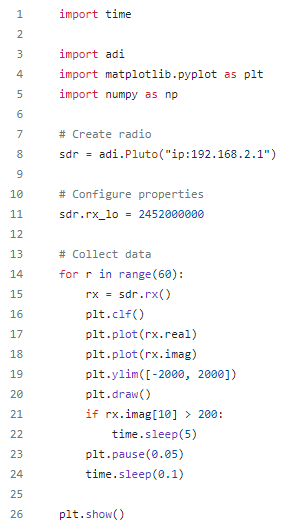 1 import time
2
3 import adi
4 import matplotlib.pyplot as plt
5 import numpy as np
6
7 # Create radio
8 sdr = adi.Pluto("ip:192.168.2.1")
9
10 # Configure properties
11 sdr.rx_lo = 2452000000
12
13 # Collect data
14 for r in range(60):
15     rx = sdr.rx()
16     plt.clf()
17     plt.plot(rx.real)
18     plt.plot(rx.imag)
19     plt.ylim([-2000, 2000])
20     plt.draw()
21     if rx.imag[10] > 200:
22         time.sleep(5)
23     plt.pause(0.05)
24     time.sleep(0.1)
25
26 plt.show()